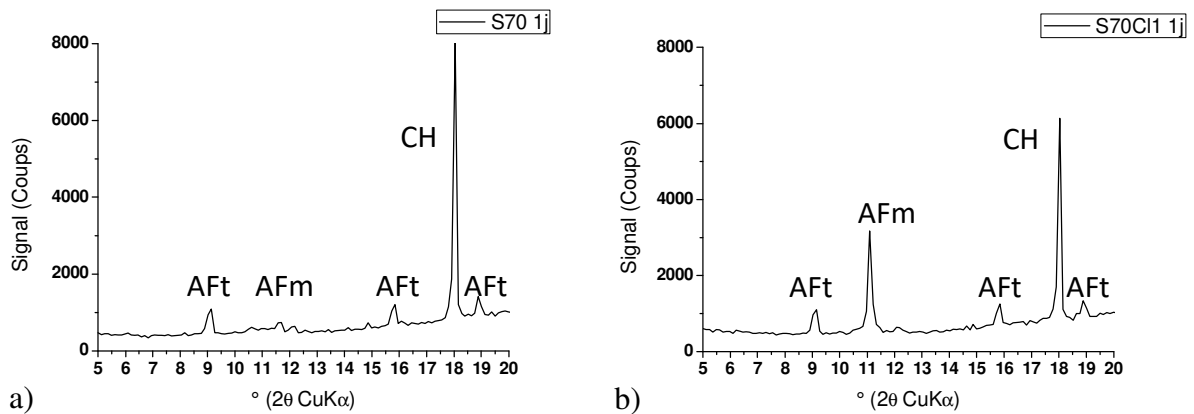 S70 1j
8000
6000
4000
2000
0
Signal (Coups)
CH
AFt
AFm
AFt
AFt
5 6 7 8 9 10 11 12 13 14 15 16 17 18 19 20
° (2θ CuKα)
a)
S70Cl1 1j
8000
6000
4000
2000
0
Signal (Coups)
CH
AFm
AFt
AFt
AFt
5 6 7 8 9 10 11 12 13 14 15 16 17 18 19 20
° (2θ CuKα)
b)